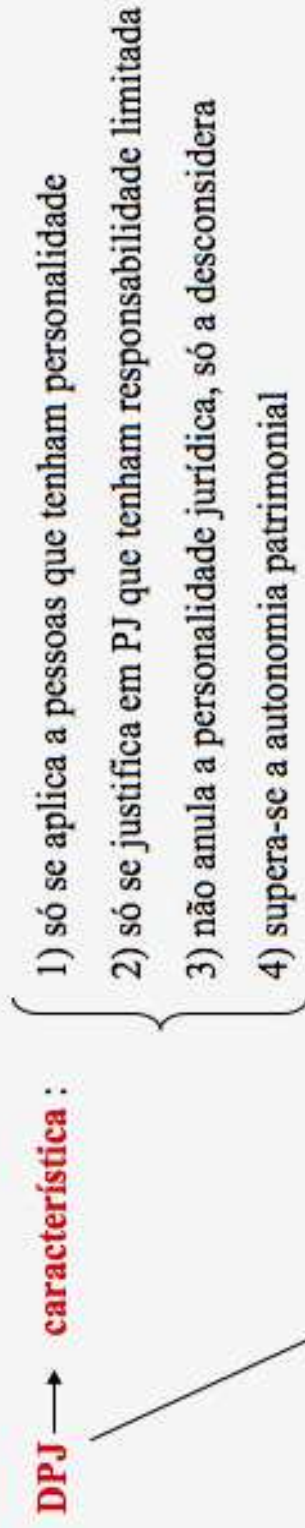 DPJ → característica :
1) só se aplica a pessoas que tenham personalidade
2) só se justifica em PJ que tenham responsabilidade limitada
3) não anula a personalidade jurídica, só a desconsidera
4) supera-se a autonomia patrimonial